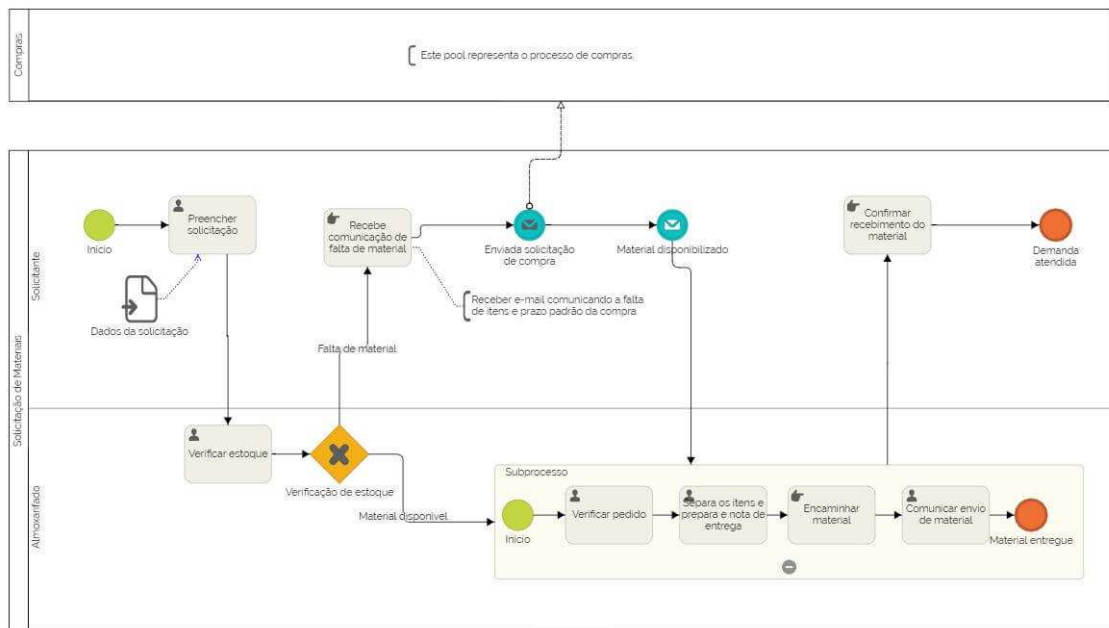 Compras
Este pool representa o processo de compras.
Solicitação de Materiais
Solicitante
Início
Preencher
solicitação
Dados da solicitação
Recebe
comunicação de
falta de material
Enviada solicitação
de compra
Material disponibilizado
Confirmar
recebimento do
material
Demanda
atendida
Receber e-mail comunicando a falta
de itens e prazo padrão da compra
Falta de material
Almoxarifado
Verificar estoque
Verificação de estoque
Material disponivel
Subprocesso
Início
Verificar pedido
Separa os itens e
prepara e nota de
entrega
Encaminhar
material
Comunicar envio
de material
Material entregue